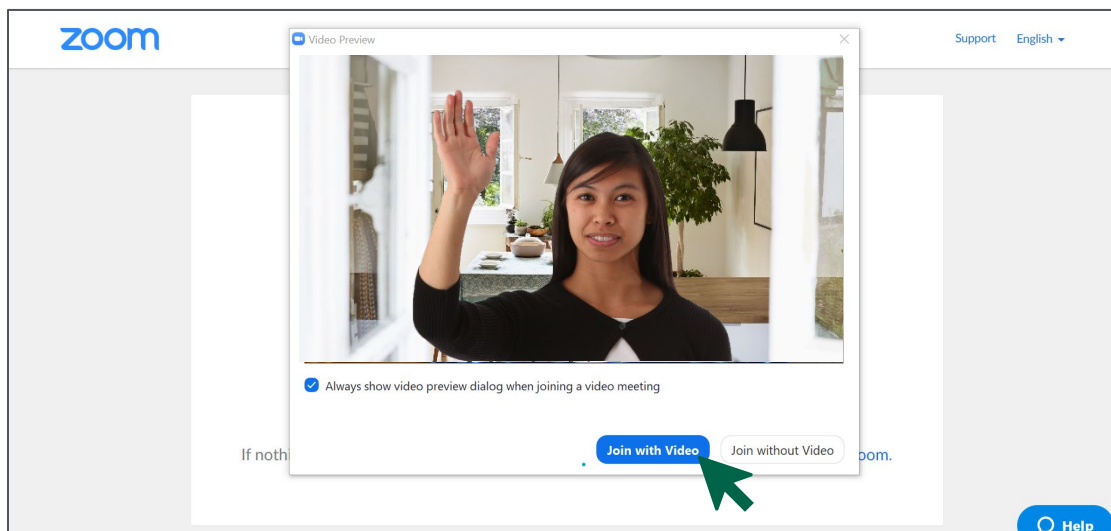 zoom
Support English
Video Preview
Always show video preview dialog when joining a video meeting
Join with Video
Join without Video
If nothi
oom.
Help